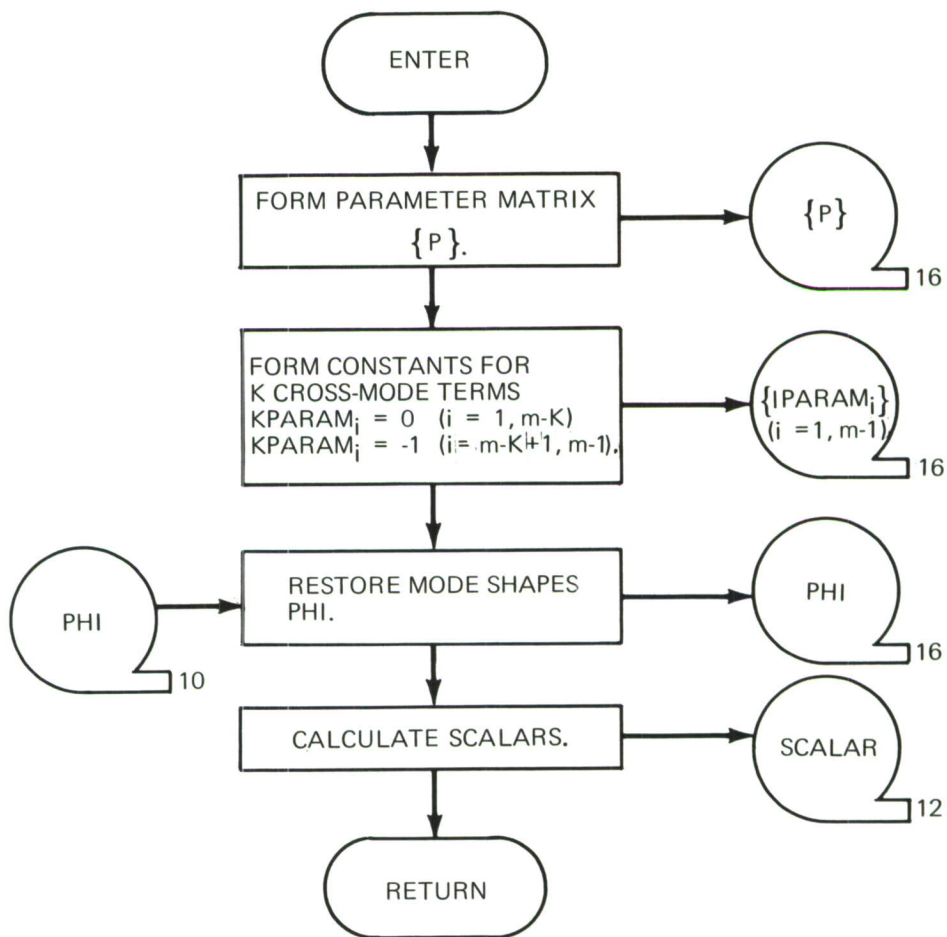 ENTER
FORM PARAMETER MATRIX
{P}.
{P}
16
FORM CONSTANTS FOR
K CROSS-MODE TERMS
KPARAMi = 0 (i = 1, m-K)
KPARAMi = -1 (i = m-K+1, m-1).
{IPARAMi}
(i = 1, m-1)
16
PHI
10
RESTORE MODE SHAPES
PHI.
PHI
16
CALCULATE SCALARS.
SCALAR
12
RETURN